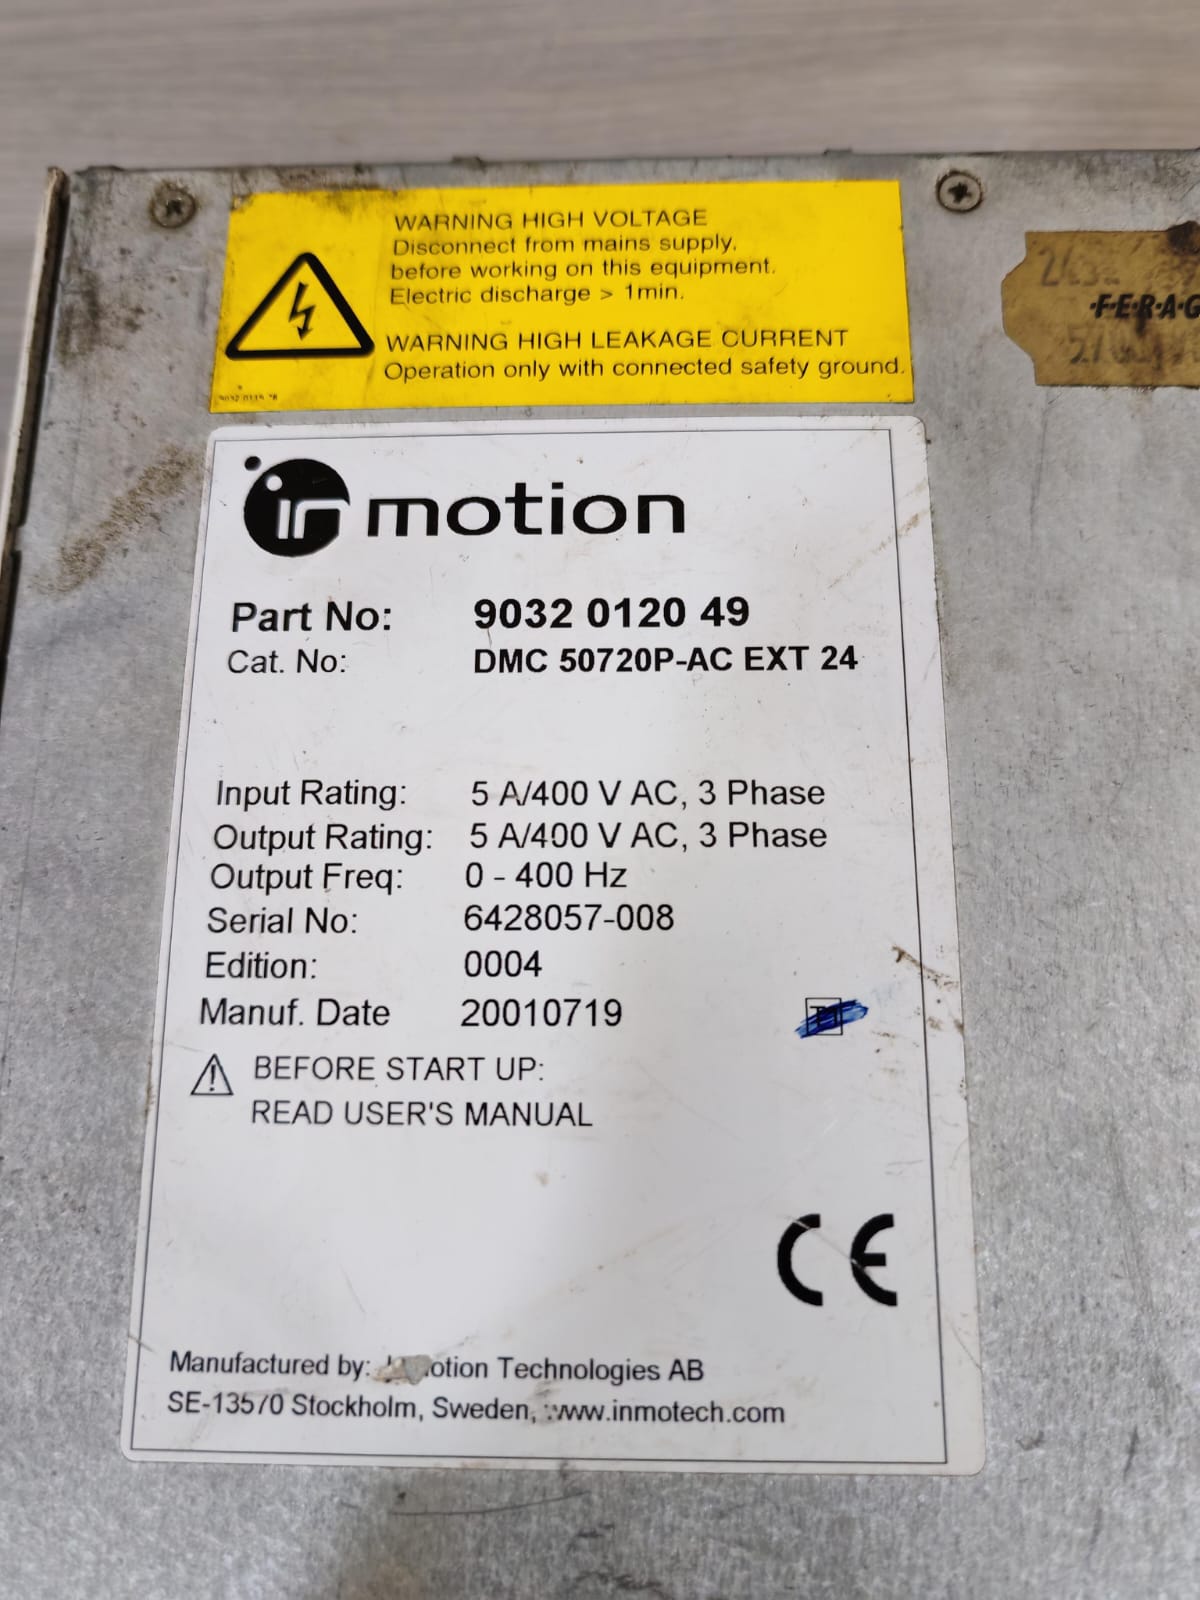 WARNING HIGH VOLTAGE
Disconnect from mains supply,
before working on this equipment.
Electric discharge > 1min.
WARNING HIGH LEAKAGE CURRENT
Operation only with connected safety ground.
·F·E·R·A·G
in motion
Part No: 9032 0120 49
Cat. No: DMC 50720P-AC EXT 24
Input Rating: 5 A/400 V AC, 3 Phase
Output Rating: 5 A/400 V AC, 3 Phase
Output Freq: 0 - 400 Hz
Serial No: 6428057-008
Edition: 0004
Manuf. Date 20010719
BEFORE START UP:
READ USER'S MANUAL
CE
Manufactured by: otion Technologies AB
SE-13570 Stockholm, Sweden, www.inmotech.com